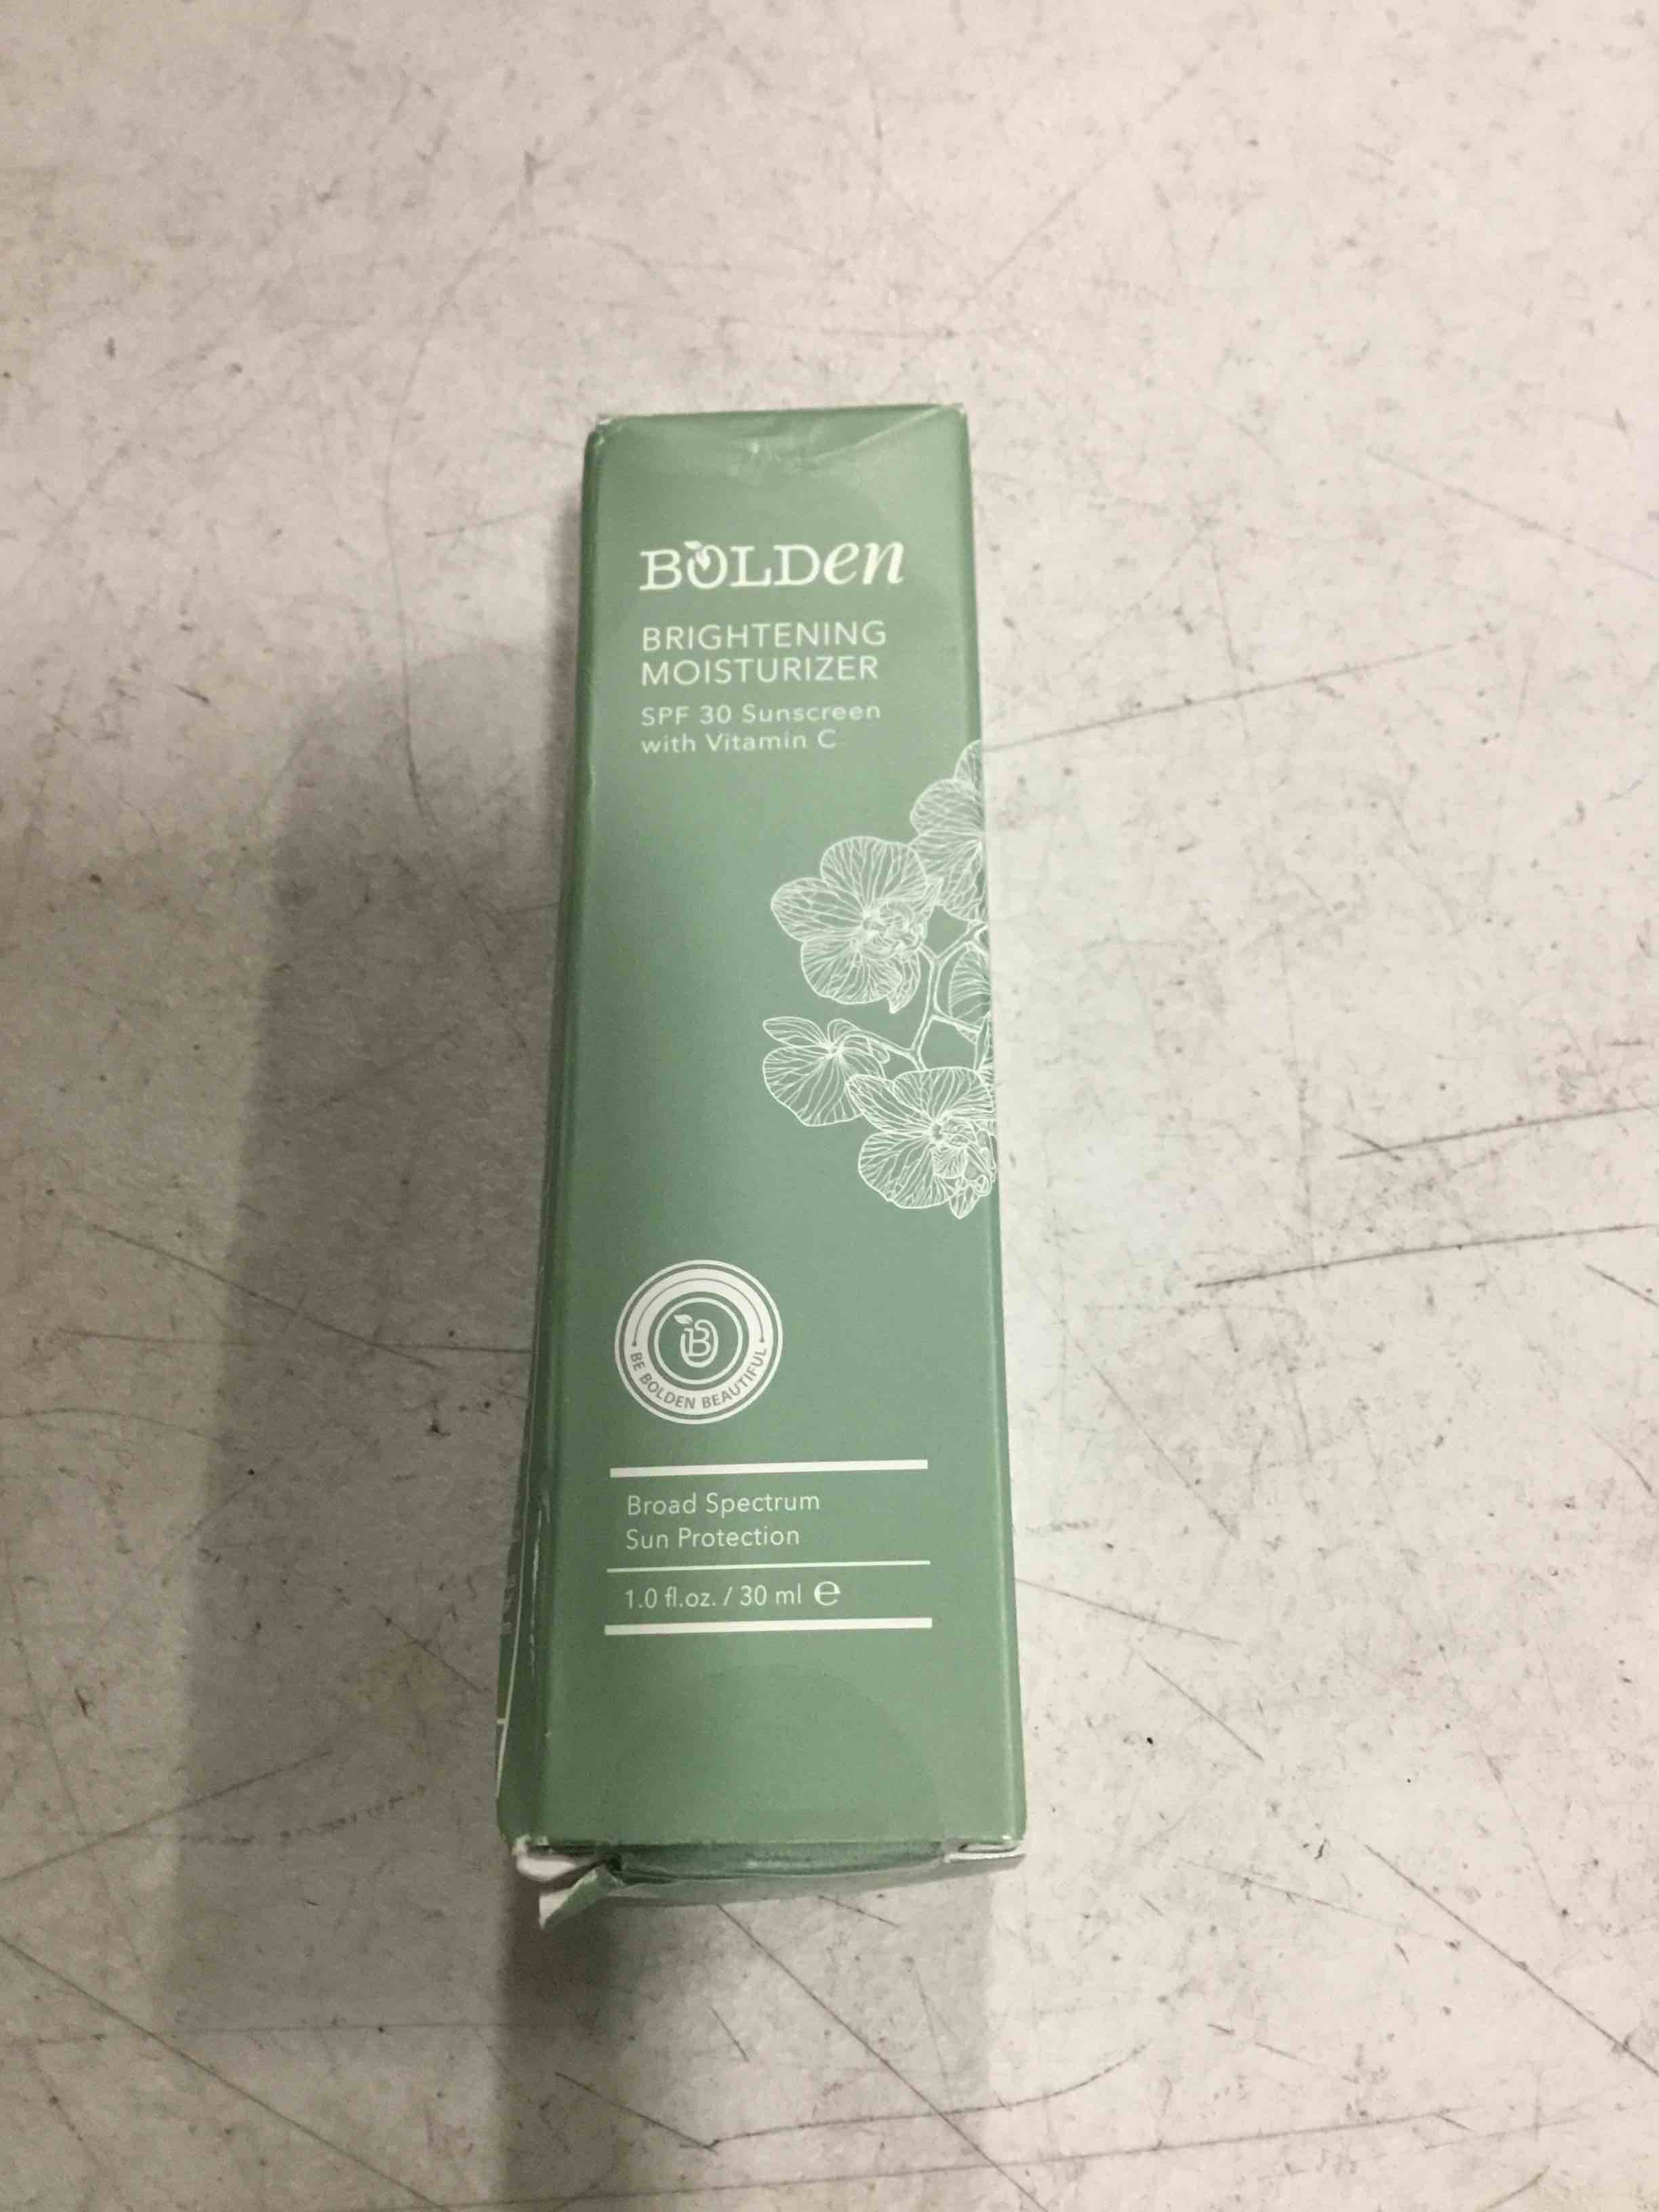 BOLDen
BRIGHTENING
MOISTURIZER
SPF 30 Sunscreen
with Vitamin C
B
BE BOLDEN BEAUTIFUL
Broad Spectrum
Sun Protection
1.0 fl.oz. / 30 ml e